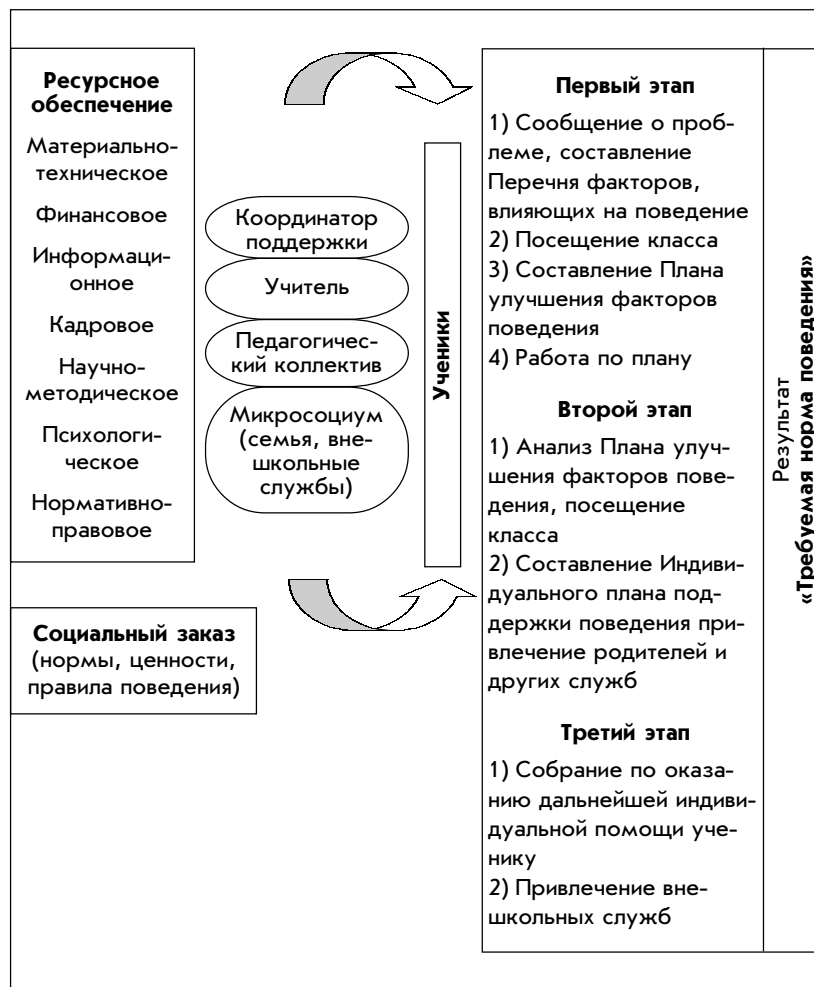 Ресурсное
обеспечение
Материально-
техническое
Финансовое
Информаци-
онное
Кадровое
Научно-
методическое
Психологи-
ческое
Нормативно-
правовое
Социальный заказ
(нормы, ценности,
правила поведения)
Координатор
поддержки
Учитель
Педагогичес-
кий коллектив
Микросоциум
(семья, вне-
школьные
службы)
Ученики
Первый этап
1) Сообщение о проб-
леме, составление
Перечня факторов,
влияющих на поведение
2) Посещение класса
3) Составление Плана
улучшения факторов
поведения
4) Работа по плану
Второй этап
1) Анализ Плана улуч-
шения факторов пове-
дения, посещение
класса
2) Составление Индиви-
дуального плана под-
держки поведения при-
влечение родителей и
других служб
Третий этап
1) Собрание по оказа-
нию дальнейшей индиви-
дуальной помощи уче-
нику
2) Привлечение вне-
школьных служб
Результат
«Требуемая норма поведения»